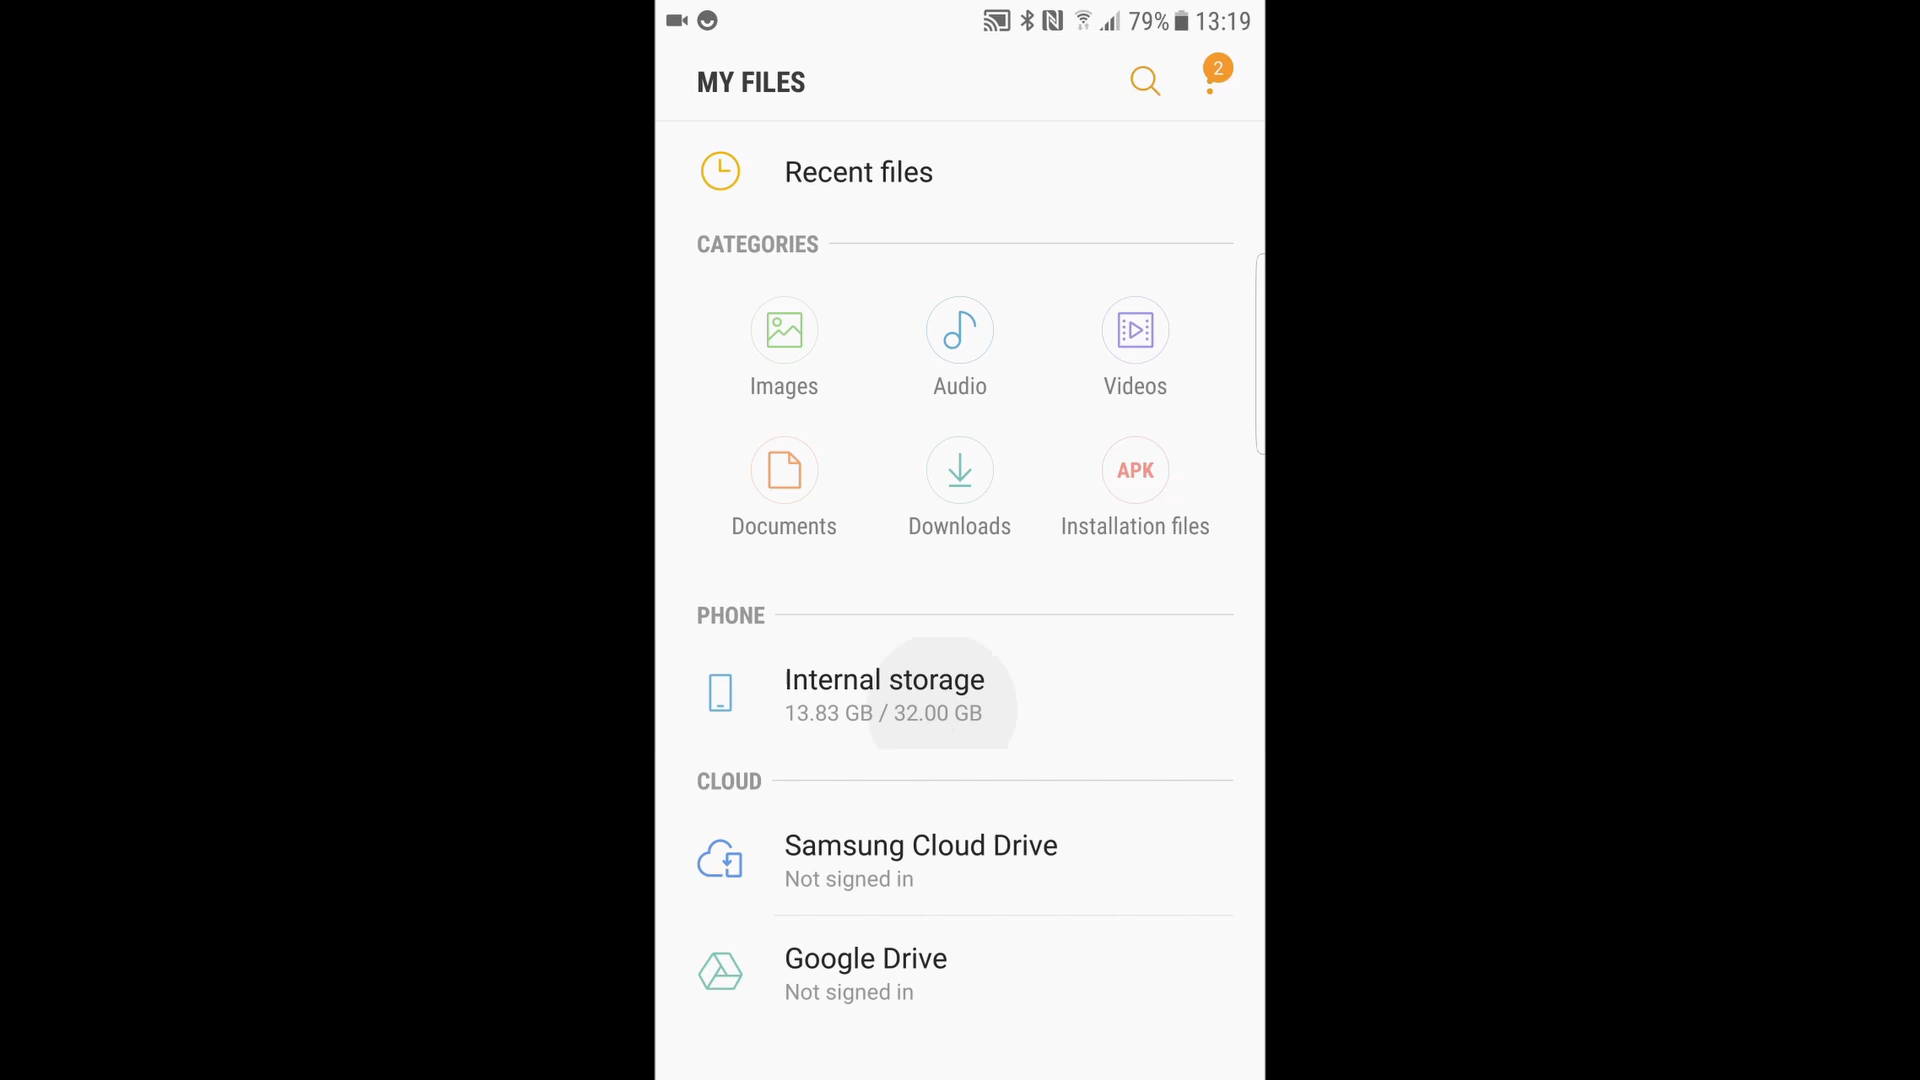 79% 13:19
MY FILES
2
Recent files
CATEGORIES
Images Audio Videos
Documents Downloads APK Installation files
PHONE
Internal storage
13.83 GB / 32.00 GB
CLOUD
Samsung Cloud Drive
Not signed in
Google Drive
Not signed in